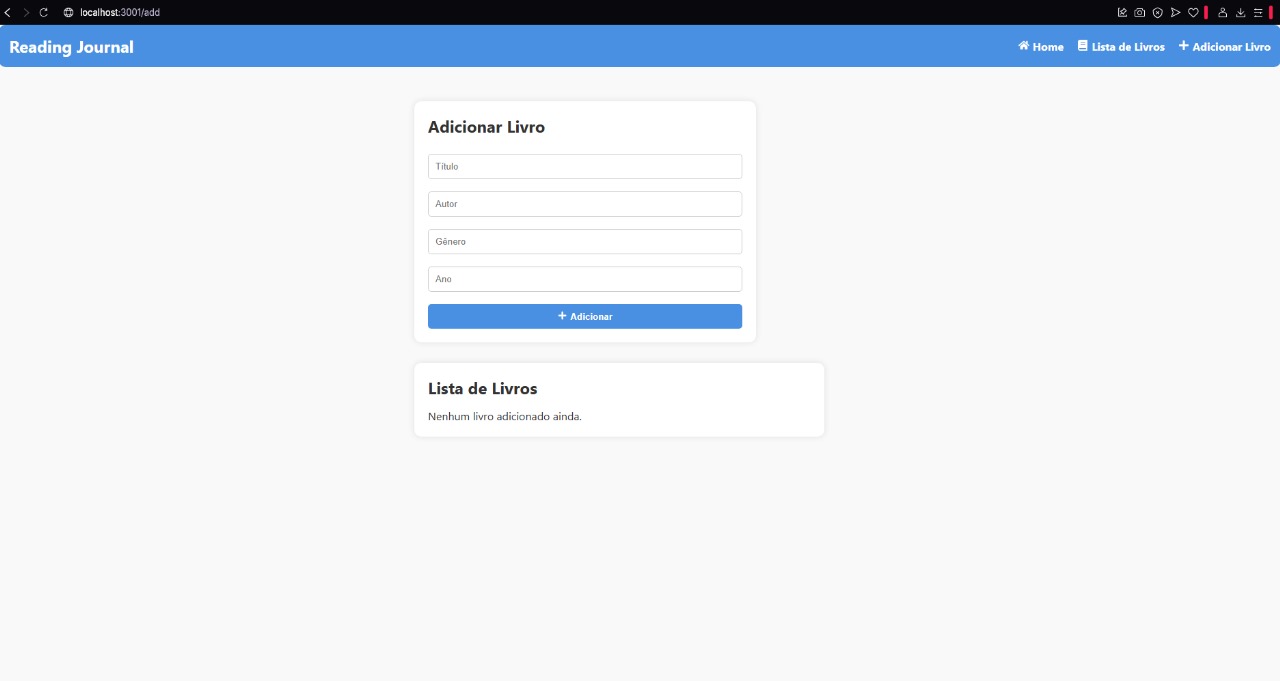 localhost:3001/add
Reading Journal
Home
Lista de Livros
Adicionar Livro
Adicionar Livro
Título
Autor
Gênero
Ano
Adicionar
Lista de Livros
Nenhum livro adicionado ainda.